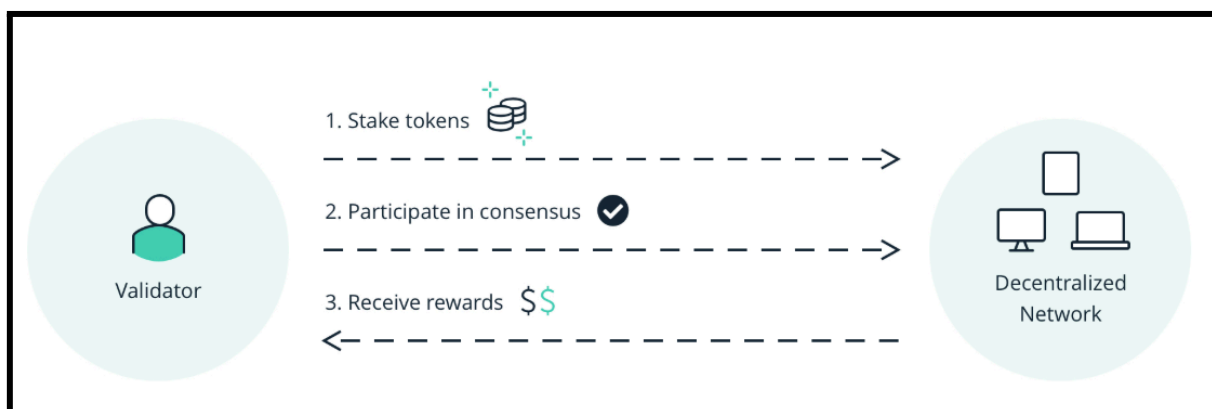 1. Stake tokens
2. Participate in consensus
3. Receive rewards $$
Validator
Decentralized
Network